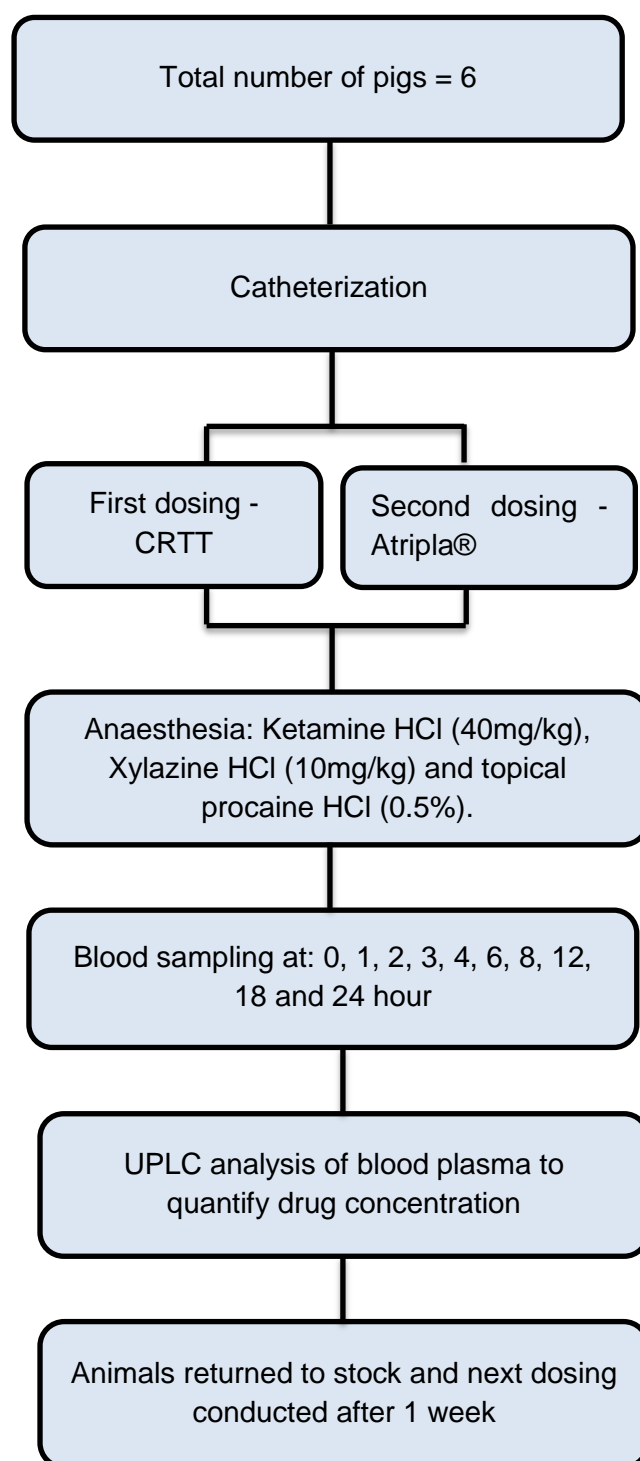 Total number of pigs = 6
Catheterization
First dosing -
CRTT
Second dosing -
Atripla®
Anaesthesia: Ketamine HCl (40mg/kg),
Xylazine HCl (10mg/kg) and topical
procaine HCl (0.5%).
Blood sampling at: 0, 1, 2, 3, 4, 6, 8, 12,
18 and 24 hour
UPLC analysis of blood plasma to
quantify drug concentration
Animals returned to stock and next dosing
conducted after 1 week